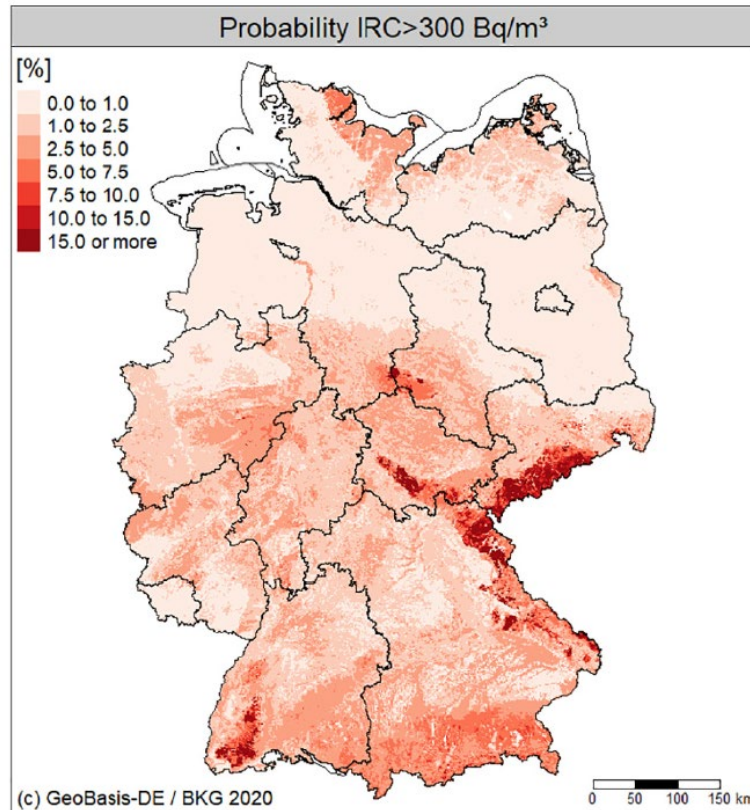 Probability IRC>300 Bq/m³
[%]
0.0 to 1.0
1.0 to 2.5
2.5 to 5.0
5.0 to 7.5
7.5 to 10.0
10.0 to 15.0
15.0 or more
(c) GeoBasis-DE / BKG 2020
0 50 100 150 km